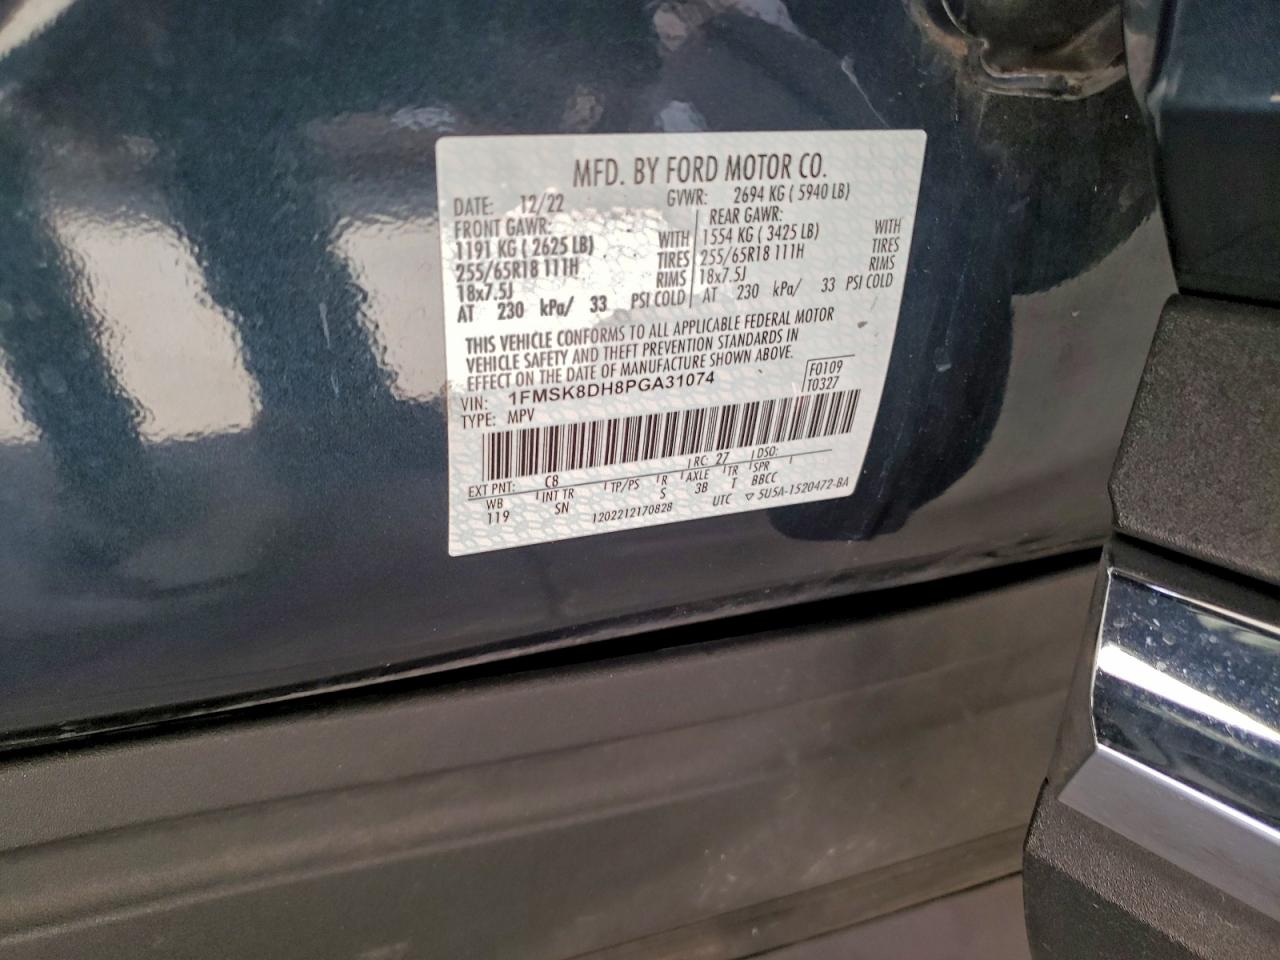 MFD. BY FORD MOTOR CO.
DATE: 12/22 GVWR: 2694 KG ( 5940 LB)
FRONT GAWR: REAR GAWR:
1191 KG ( 2625 LB) WITH 1554 KG ( 3425 LB) WITH
255/65R18 111H TIRES 255/65R18 111H TIRES
18x7.5J RIMS 18x7.5J RIMS
AT 230 kPa/ 33 PSI COLD AT 230 kPa/ 33 PSI COLD
THIS VEHICLE CONFORMS TO ALL APPLICABLE FEDERAL MOTOR
VEHICLE SAFETY AND THEFT PREVENTION STANDARDS IN
EFFECT ON THE DATE OF MANUFACTURE SHOWN ABOVE.
VIN: 1FMSK8DH8PGA31074 F0109
TYPE: MPV T0327
EXT PNT: C8 RC: 27 DSO:
WB INT TR TP/PS R AXLE TR SPR
119 SN S 3B T BBCC
1202212170828 UTC ▽ 5U5A-1520472-BA